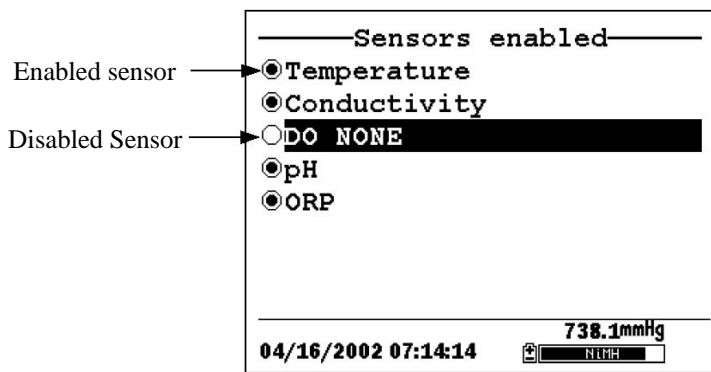 Sensors enabled
Enabled sensor
Temperature
Conductivity
Disabled Sensor
DO NONE
pH
ORP
738.1mmHg
04/16/2002 07:14:14
NiMH